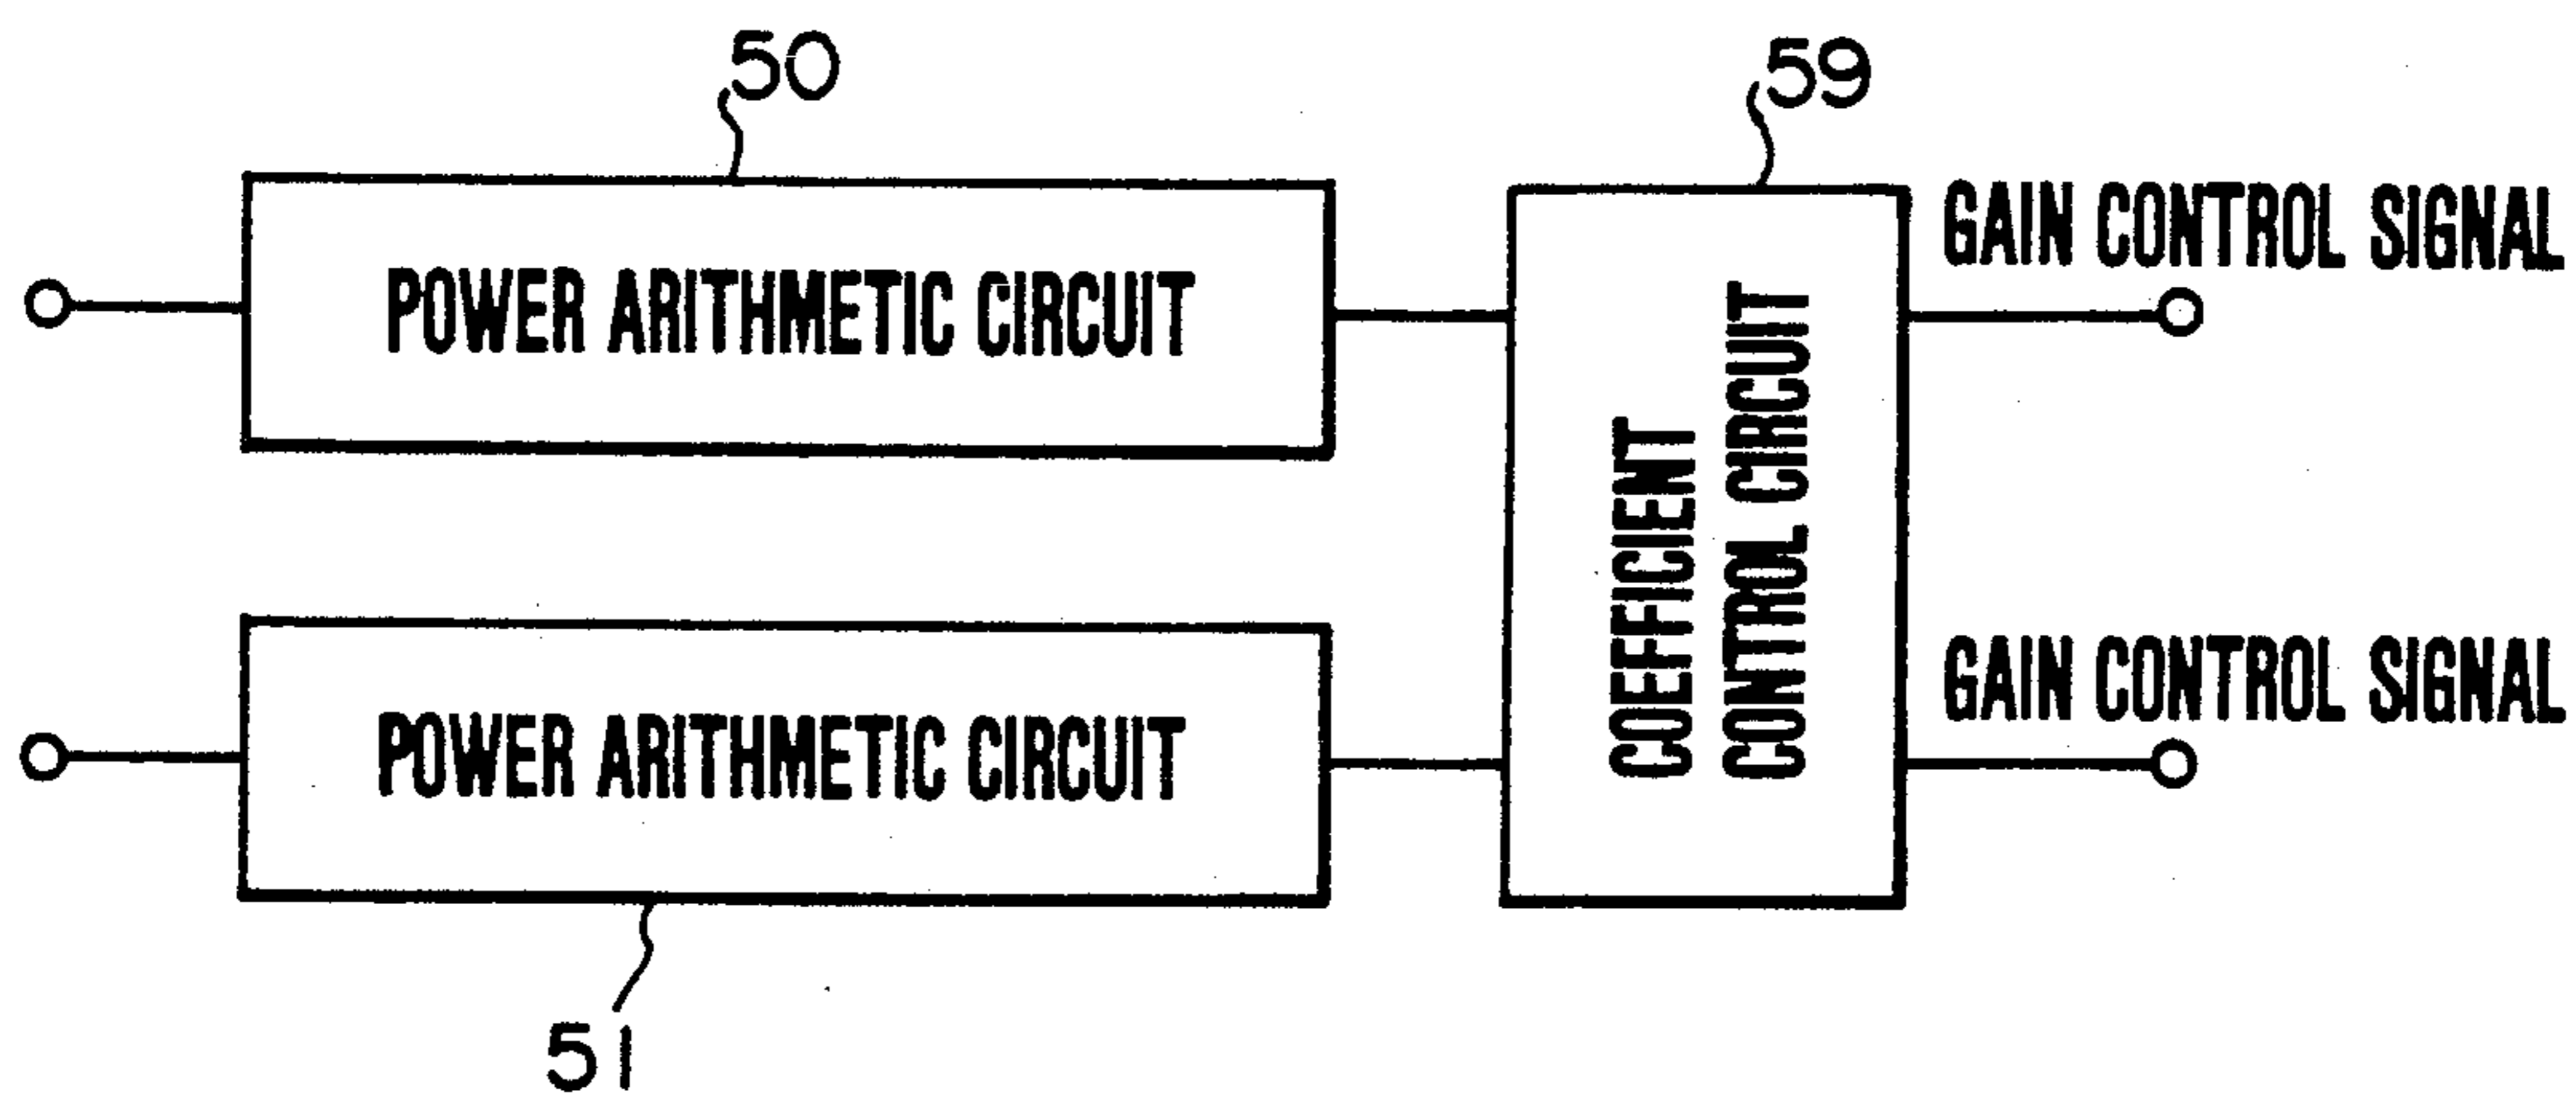 50
59
POWER ARITHMETIC CIRCUIT
COEFFICIENT
CONTROL CIRCUIT
GAIN CONTROL SIGNAL
POWER ARITHMETIC CIRCUIT
GAIN CONTROL SIGNAL
51